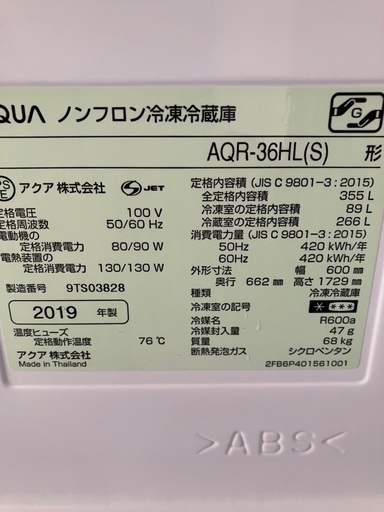 QUA ノンフロン冷凍冷蔵庫
AQR-36HL(S) 形
G
PS
E
アクア 株式会社 S JET
定格電圧 100 V
定格周波数 50/60 Hz
電動機の
定格消費電力 80/90 W
電熱装置の
定格消費電力 130/130 W
製造番号 9TS03828
2019 年製
温度ヒューズ
定格動作温度 76℃
アクア 株式会社
Made in Thailand
定格内容積 (JIS C 9801-3 : 2015)
全定格内容積 355 L
冷凍室の定格内容積 89 L
冷蔵室の定格内容積 266 L
消費電力量 (JIS C 9801-3 : 2015)
50Hz 420 kWh/年
60Hz 420 kWh/年
外形寸法 幅 600 mm
奥行 662 mm 高さ 1729 mm
種類 冷凍冷蔵庫
冷凍室の記号
冷媒名 R600a
冷媒封入量 47 g
質量 68 kg
断熱発泡ガス シクロペンタン
2FB6P401561001
>ABS<